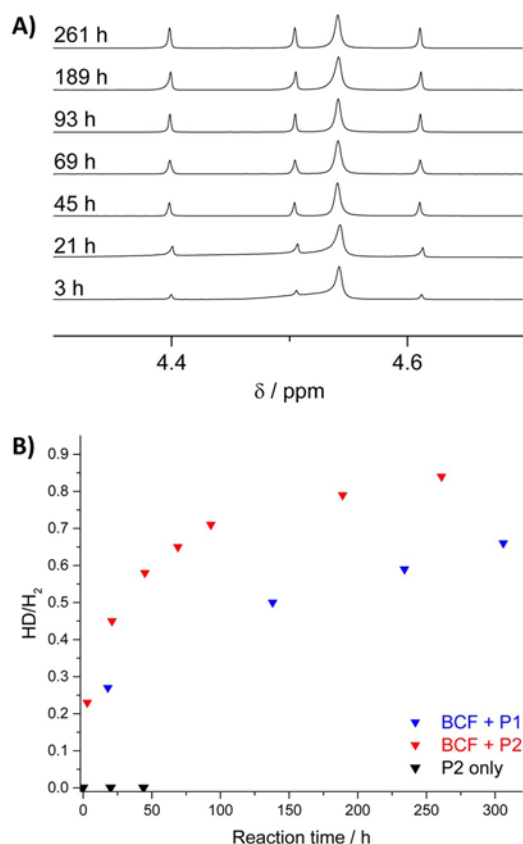 A)
261 h
189 h
93 h
69 h
45 h
21 h
3 h
4.4 4.6
δ / ppm
B)
0.9
0.8
0.7
0.6
0.5
0.4
0.3
0.2
0.1
0.0
HD/H₂
BCF + P1
BCF + P2
P2 only
0 50 100 150 200 250 300
Reaction time / h